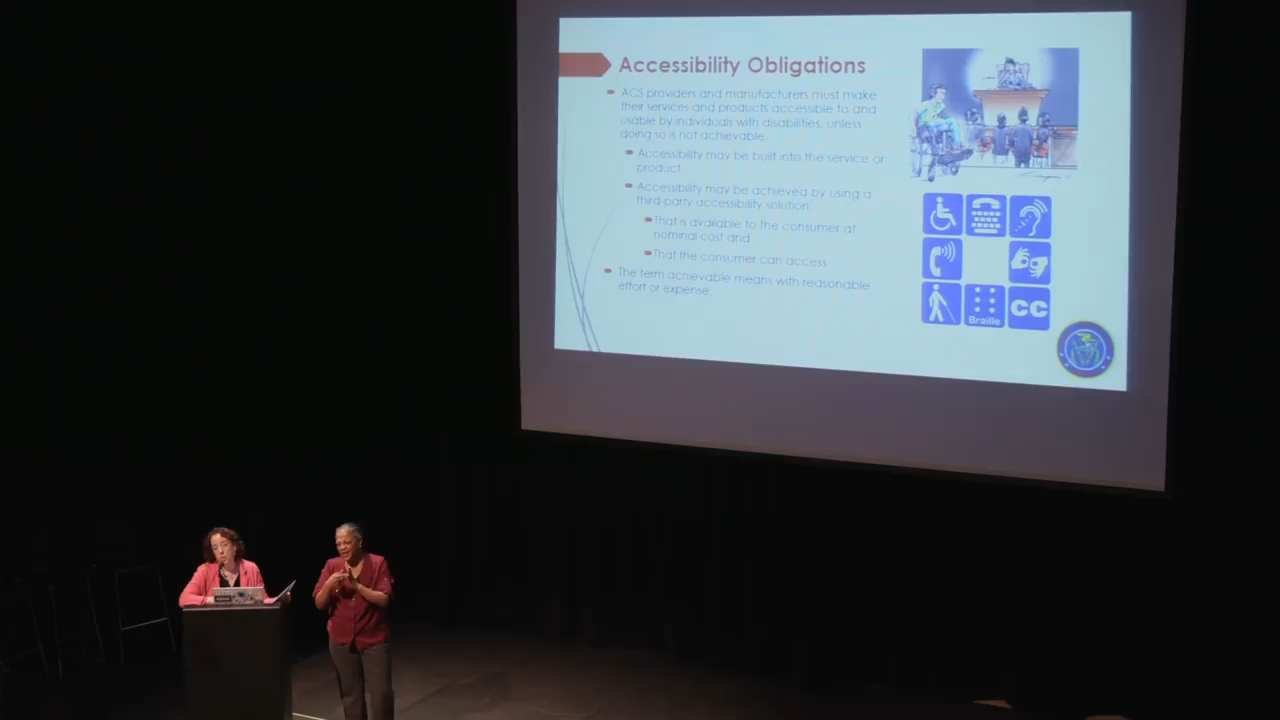 Accessibility Obligations
ACS providers and manufacturers must make
their services and products accessible to and
usable by individuals with disabilities, unless
doing so is not achievable.
Accessibility may be built into the service or
product
Accessibility may be achieved by using a
third-party accessibility solution:
That is available to the consumer at
nominal cost and
That the consumer can access
The term achievable means with reasonable
effort or expense.
Braille
CC